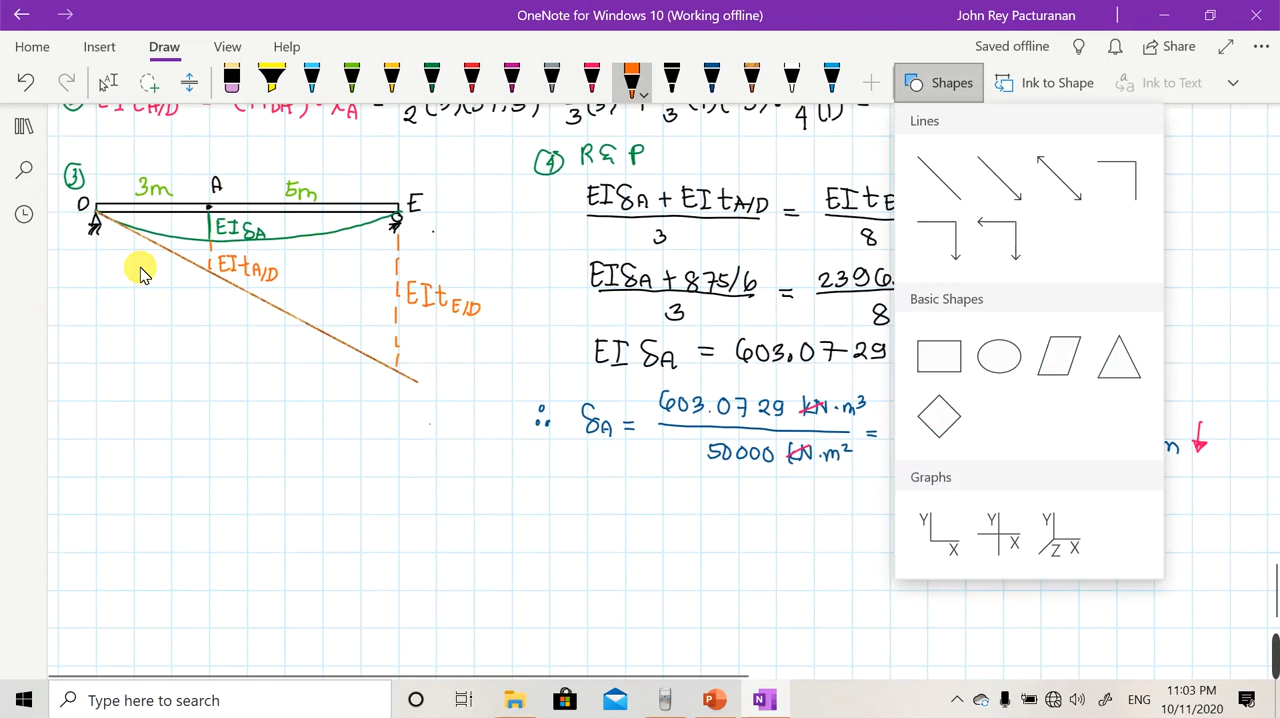 OneNote for Windows 10 (Working offline)
John Rey Pacturanan
Home Insert Draw View Help
Saved offline
Share
Shapes
Ink to Shape
Ink to Text
Lines
Basic Shapes
Graphs
Y X
Y X
Y Z X
③
3m A 5m
D E
EIδA
EItA/D
EItE/D
④ R & P
EIδA + EItA/D / 3 = EItE / 8
EIδA + 875/6 / 3 = 2396. / 8
EI δA = 603.0729
∴ δA = 603.0729 kN·m³ / 50000 kN·m² =
↓
Type here to search
ENG
11:03 PM
10/11/2020